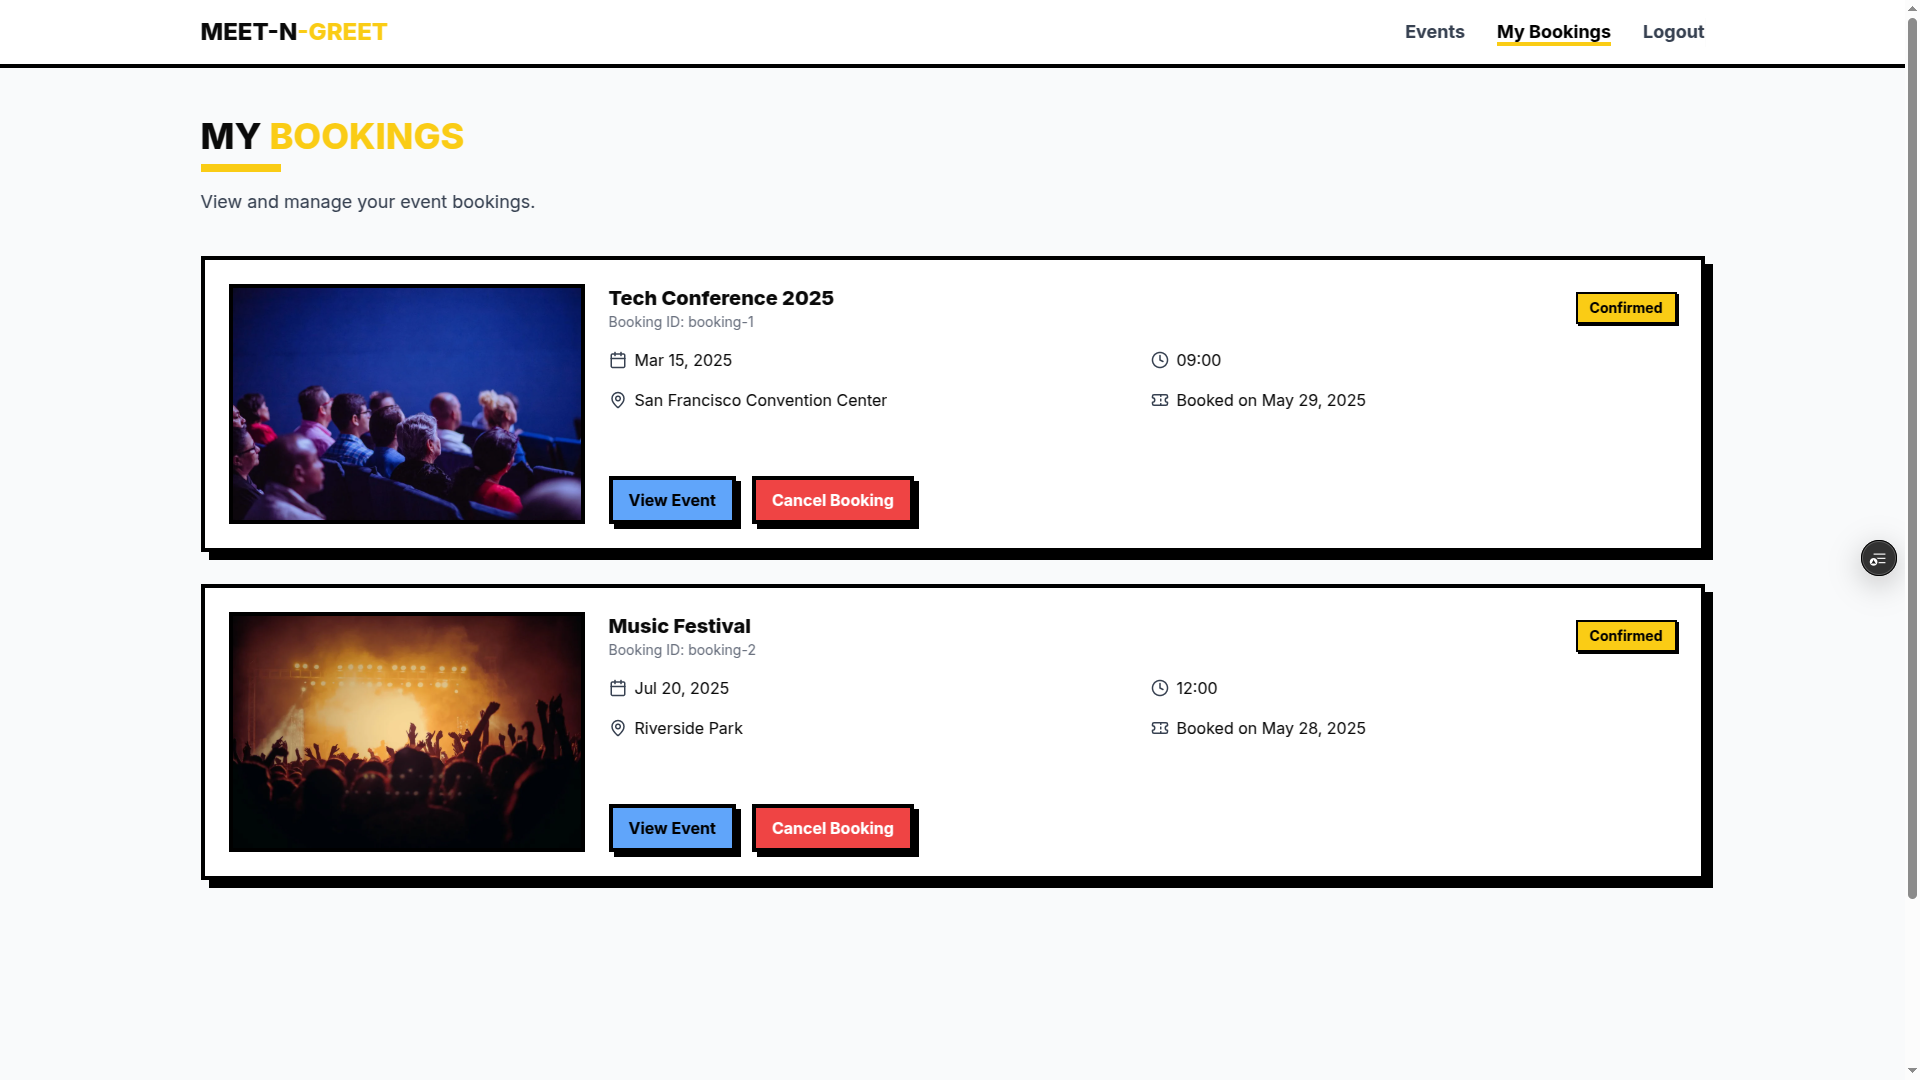 MEET-N-GREET
Events
My Bookings
Logout
MY BOOKINGS
View and manage your event bookings.
Tech Conference 2025
Confirmed
Booking ID: booking-1
Mar 15, 2025
09:00
San Francisco Convention Center
Booked on May 29, 2025
View Event
Cancel Booking
Music Festival
Confirmed
Booking ID: booking-2
Jul 20, 2025
12:00
Riverside Park
Booked on May 28, 2025
View Event
Cancel Booking